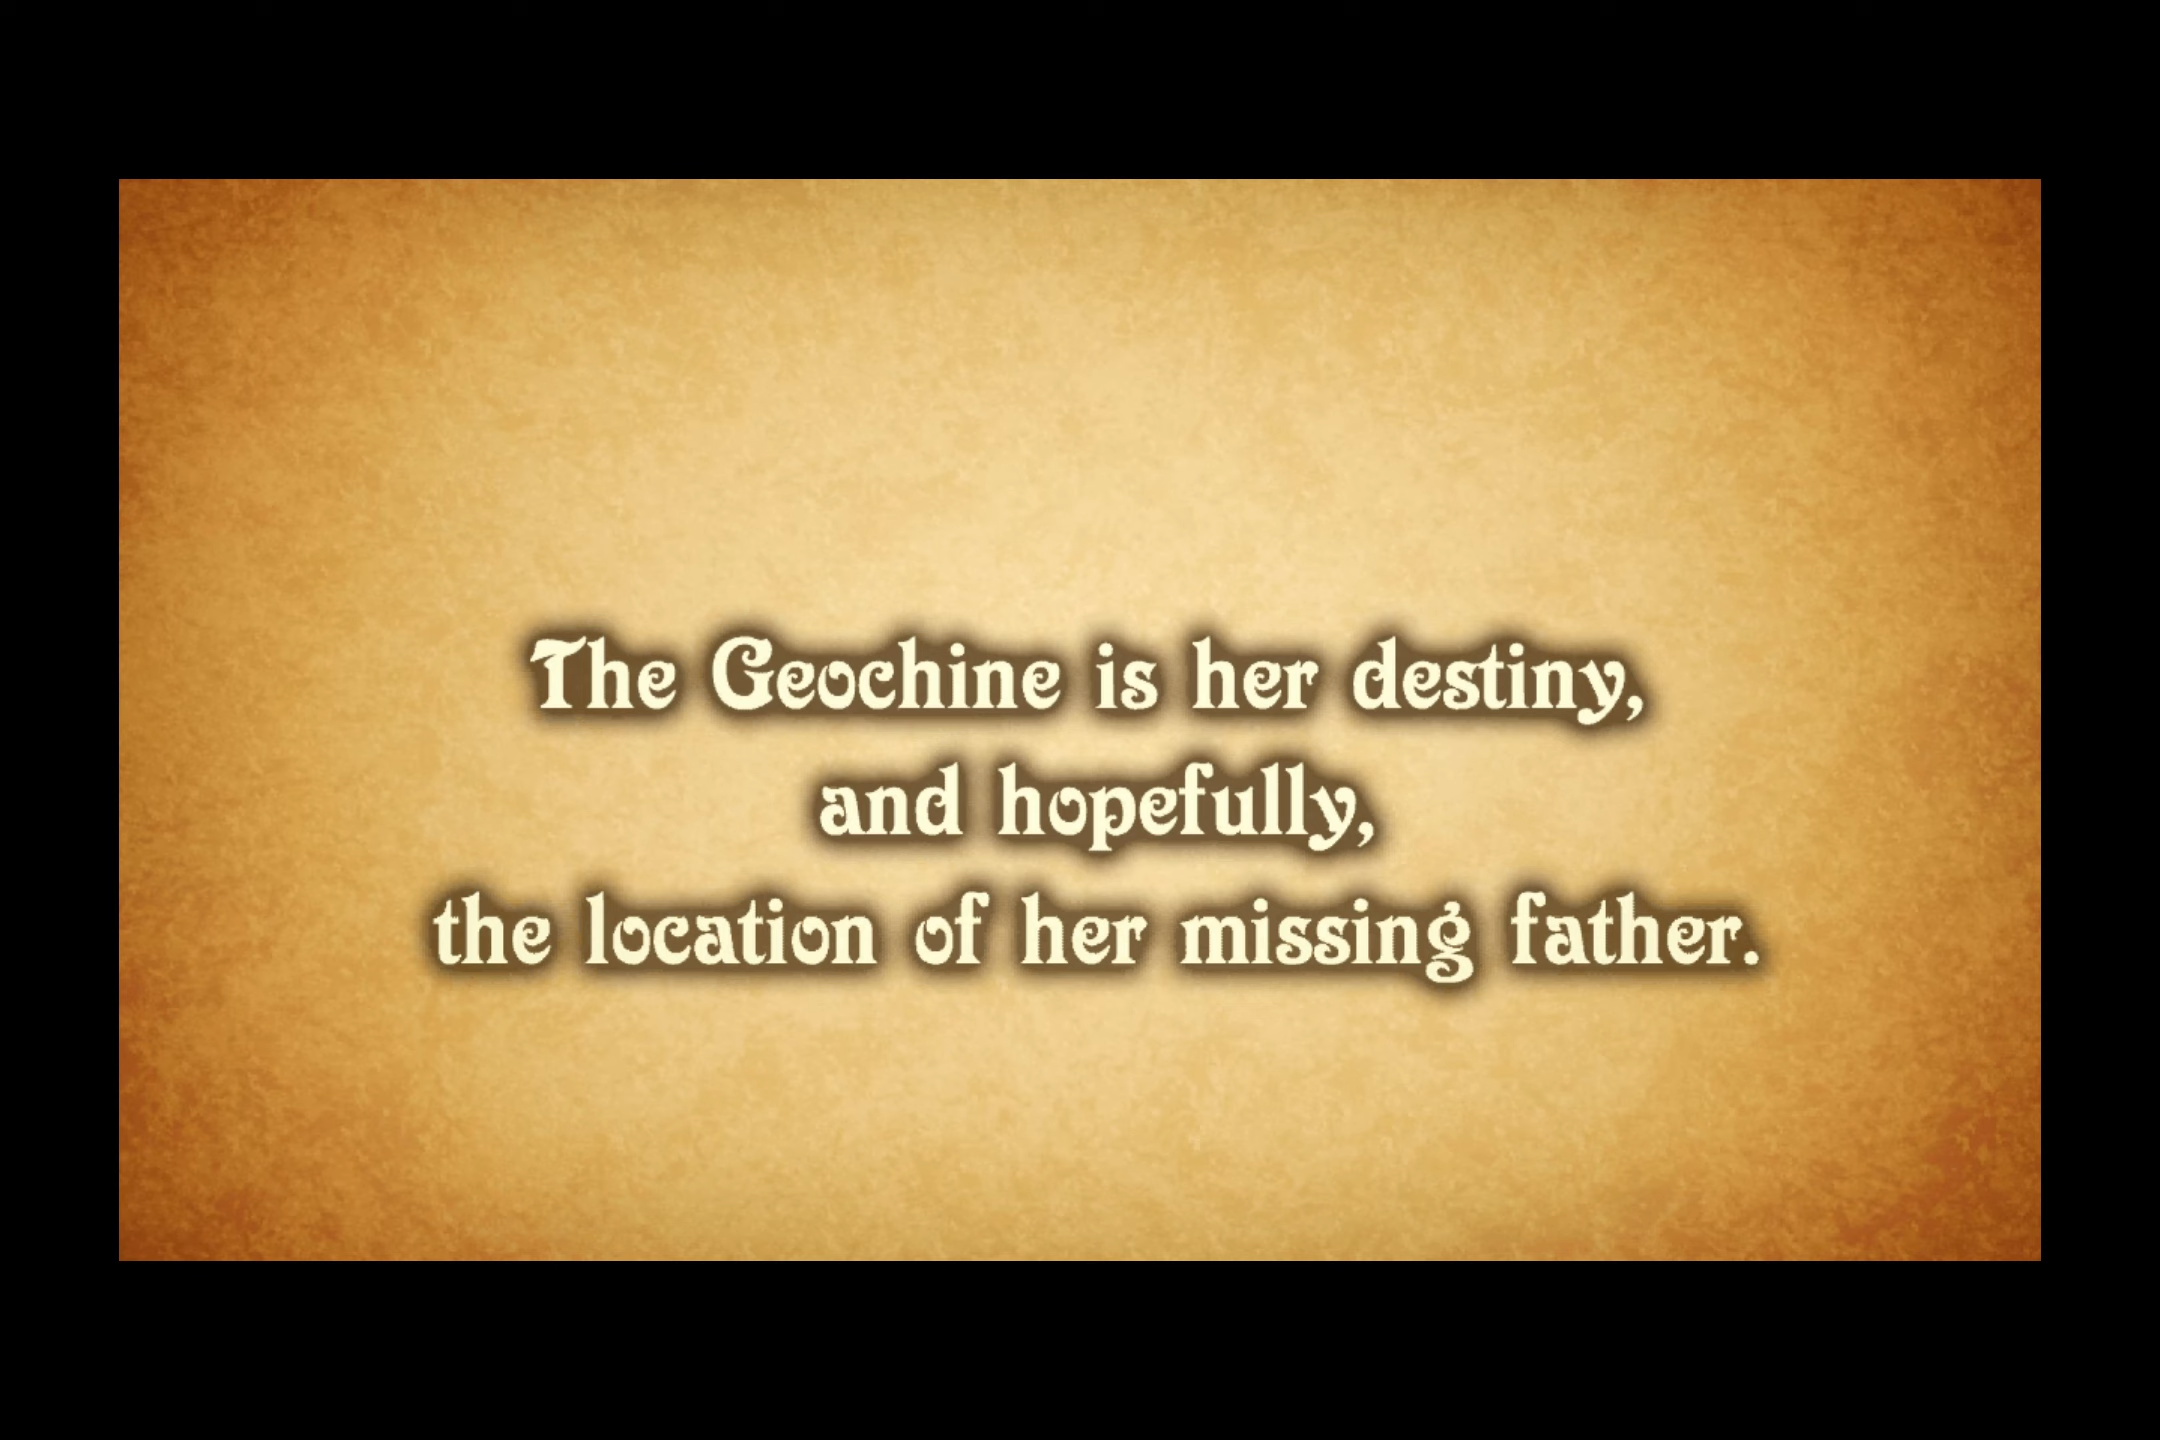 The Geochine is her destiny,
and hopefully,
the location of her missing father.